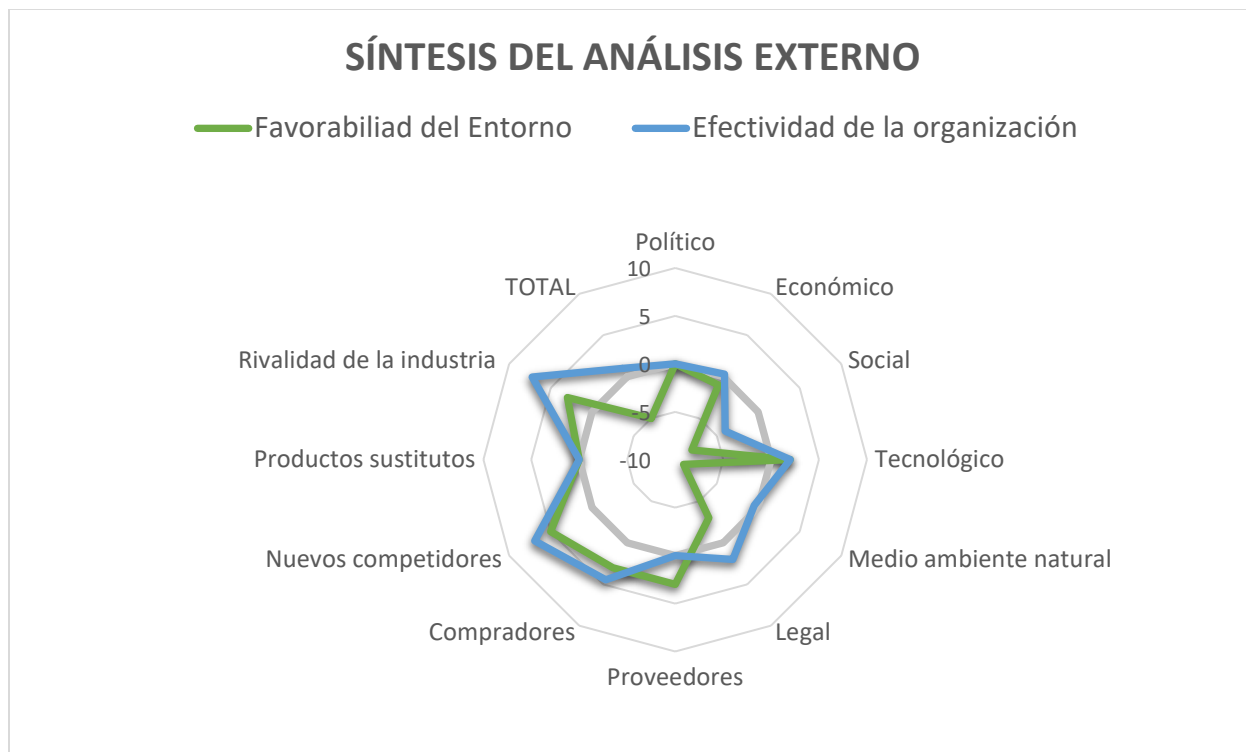 SÍNTESIS DEL ANÁLISIS EXTERNO
Favorabiliad del Entorno
Efectividad de la organización
Político
10
TOTAL
Económico
5
Rivalidad de la industria
Social
0
-5
Productos sustitutos
-10
Tecnológico
Nuevos competidores
Medio ambiente natural
Compradores
Legal
Proveedores